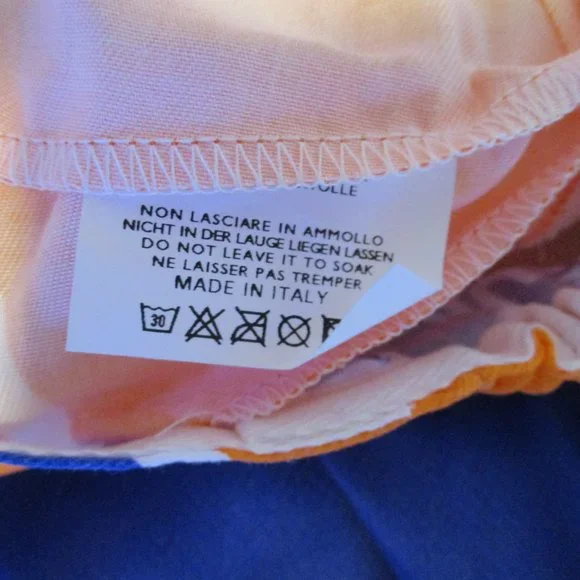 NON LASCIARE IN AMMOLLO
NICHT IN DER LAUGE LIEGEN LASSEN
DO NOT LEAVE IT TO SOAK
NE LAISSER PAS TREMPER
MADE IN ITALY
30